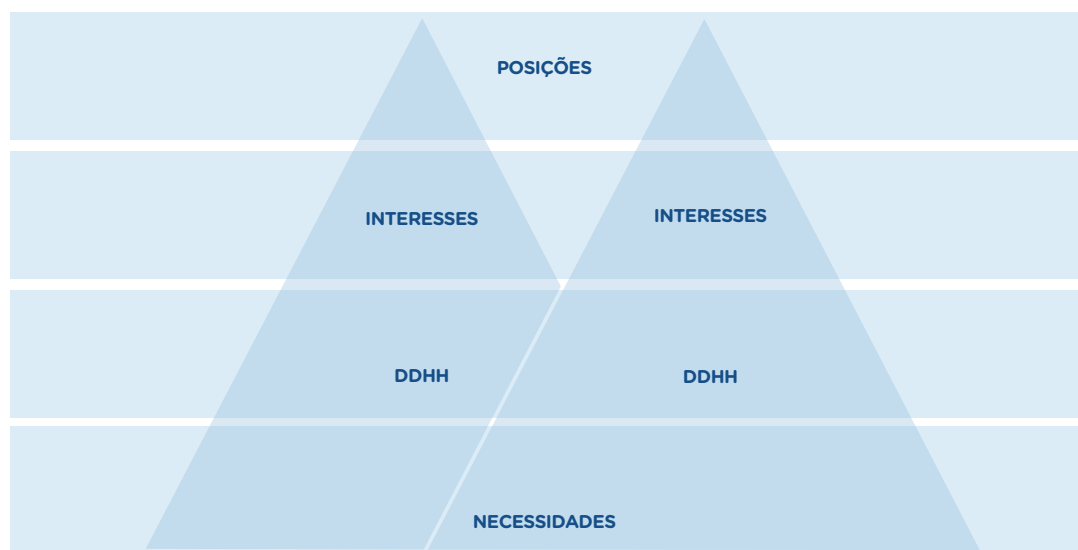 POSIÇÕES
INTERESSES
INTERESSES
DDHH
DDHH
NECESSIDADES